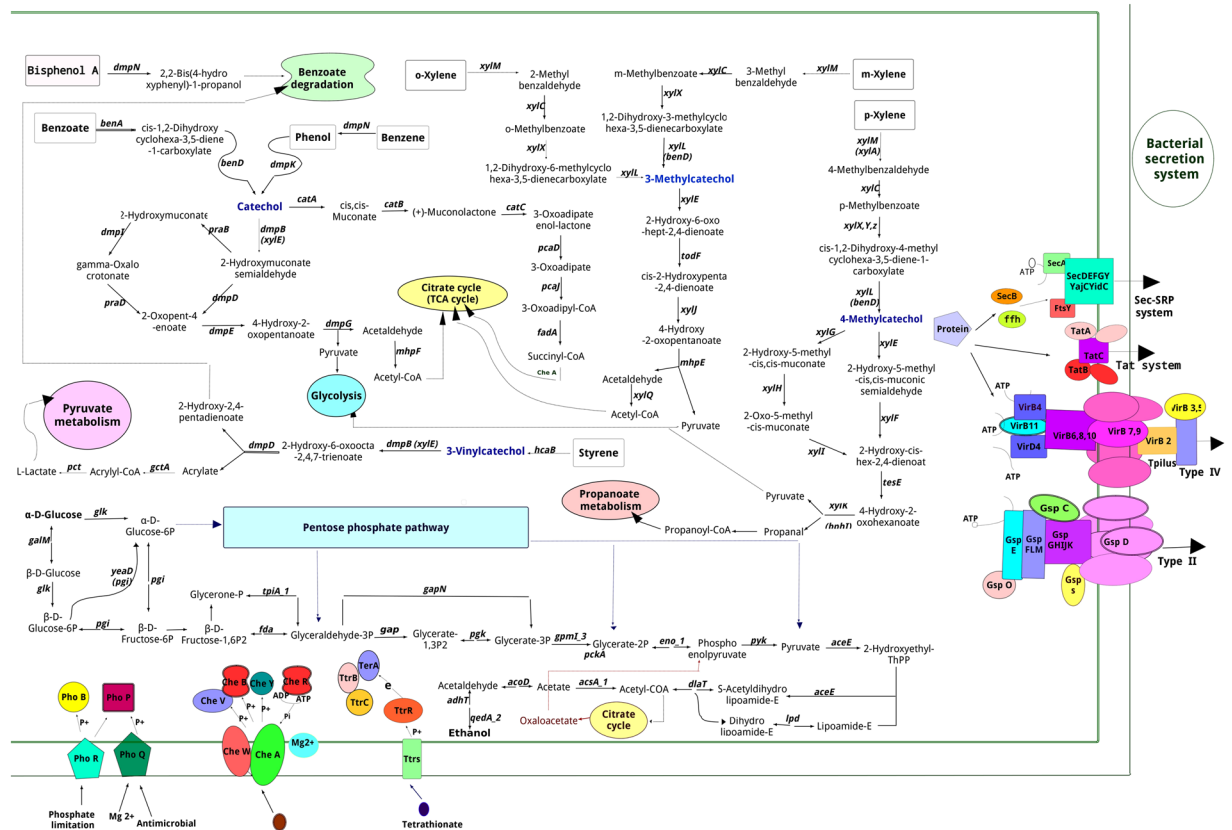 Bisphenol A
dmpN
2,2-Bis(4-hydro
xyphenyl)-1-propanol
Benzoate
degradation
o-Xylene
xylM
2-Methyl
benzaldehyde
xylC
o-Methylbenzoate
xylX
1,2-Dihydroxy-6-methylcyclo
hexa-3,5-dienecarboxylate
xylL
m-Methylbenzoate
xylC
3-Methyl
benzaldehyde
xylM
m-Xylene
xylX
1,2-Dihydroxy-3-methylcyclo
hexa-3,5-dienecarboxylate
xylL
(benD)
3-Methylcatechol
p-Xylene
xylM
(xylA)
4-Methylbenzaldehyde
xylC
p-Methylbenzoate
xylX,Y,z
cis-1,2-Dihydroxy-4-methyl
cyclohexa-3,5-diene-1-
carboxylate
xylL
(benD)
4-Methylcatechol
Bacterial
secretion
system
Benzoate
benA
cis-1,2-Dihydroxy
cyclohexa-3,5-diene
-1-carboxylate
benD
Phenol
dmpN
Benzene
dmpK
Catechol
catA
cis,cis-
Muconate
catB
(+)-Muconolactone
catC
3-Oxoadipate
enol-lactone
pcaD
3-Oxoadipate
pcaJ
3-Oxoadipyl-CoA
fadA
Succinyl-CoA
Che A
2-Hydroxymuconate
dmpI
praB
dmpB
(xylE)
gamma-Oxalo
crotonate
2-Hydroxymuconate
semialdehyde
praD
dmpD
2-Oxopent-4
-enoate
dmpE
4-Hydroxy-2-
oxopentanoate
dmpG
Pyruvate
Acetaldehyde
mhpF
Acetyl-CoA
Citrate cycle
(TCA cycle)
Glycolysis
xylE
2-Hydroxy-6-oxo
-hept-2,4-dienoate
todF
cis-2-Hydroxypenta
-2,4-dienoate
xylJ
4-Hydroxy
-2-oxopentanoate
mhpE
Acetaldehyde
xylQ
Acetyl-CoA
Pyruvate
xylG
2-Hydroxy-5-methyl
-cis,cis-muconate
xylH
2-Oxo-5-methyl
-cis-muconate
xylI
xylE
2-Hydroxy-5-methyl
-cis,cis-muconic
semialdehyde
xylF
2-Hydroxy-cis-
hex-2,4-dienoat
tesE
4-Hydroxy-2-
oxohexanoate
xylK
(bphI)
Pyruvate
Propanal
Propanoyl-CoA
Propanoate
metabolism
Pyruvate
metabolism
L-Lactate
pct
Acrylyl-CoA
gctA
Acrylate
2-Hydroxy-2,4-
pentadienoate
dmpD
2-Hydroxy-6-oxoocta
-2,4,7-trienoate
dmpB (xylE)
3-Vinylcatechol
hcaB
Styrene
Protein
SecB
ffh
ATP
SecA
FtsY
SecDEFGY
YajCYidC
Sec-SRP
system
TatA
TatC
TatB
Tat system
ATP
VirB4
VirB11
ATP
VirD4
ATP
VirB6,8,10
VirB 7,9
VirB 2
VirB 3,5
Tpilus
Type IV
ATP
Gsp C
Gsp
E
Gsp
FLM
Gsp
GHIJK
Gsp D
Gsp O
Gsp
s
Type II
α-D-Glucose
glk
α-D-
Glucose-6P
galM
β-D-Glucose
glk
β-D-
Glucose-6P
yeaD
(pgi)
pgi
pgi
β-D-
Fructose-6P
β-D-
Fructose-1,6P2
Pentose phosphate pathway
Glycerone-P
tpiA_1
fda
Glyceraldehyde-3P
gapN
gap
Glycerate-
1,3P2
pgk
Glycerate-3P
gpmI_3
Glycerate-2P
eno_1
pckA
Phospho
enolpyruvate
pyk
Pyruvate
aceE
2-Hydroxyethyl-
ThPP
Acetaldehyde
acoD_
Acetate
acsA_1
Acetyl-COA
dlaT
S-Acetyldihydro
lipoamide-E
aceE
adhT
qedA_2
Ethanol
Oxaloacetate
Citrate
cycle
Dihydro
lipoamide-E
lpd
Lipoamide-E
Pho B
Pho P
P+
P+
Pho R
Pho Q
Phosphate
limitation
Mg 2+
Antimicrobial
Che B
Che Y
Che R
Che V
ADP
ATP
P+
P+
P+
Pi
Che W
Che A
Mg2+
TtrB
TerA
TtrC
e
TtrR
P+
Ttrs
Tetrathionate